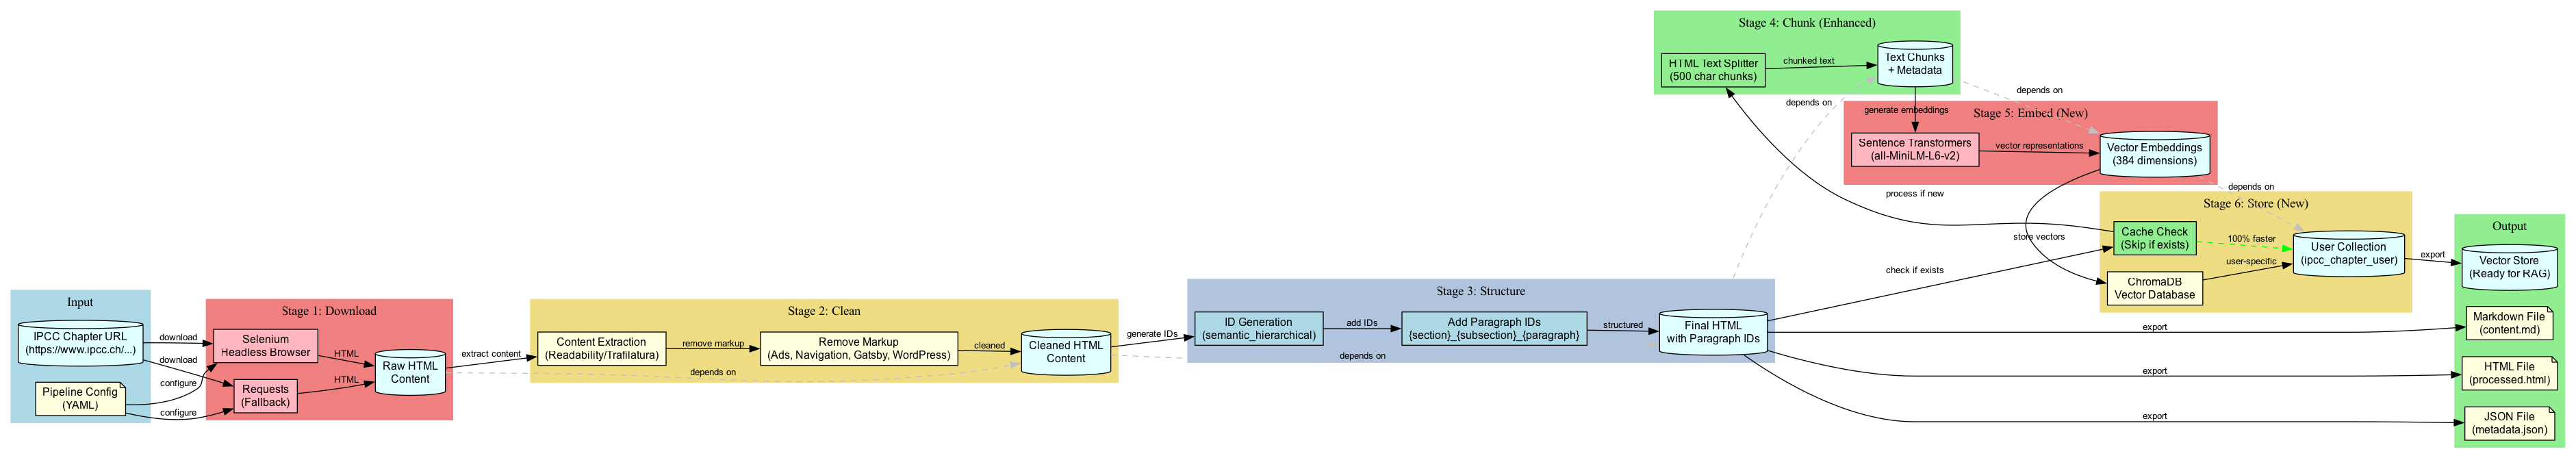 Input
IPCC Chapter URL
(https://www.ipcc.ch/...)
Pipeline Config
(YAML)
download
download
configure
configure
Stage 1: Download
Selenium
Headless Browser
Requests
(Fallback)
HTML
HTML
Raw HTML
Content
extract content
depends on
Stage 2: Clean
Content Extraction
(Readability/Trafilatura)
remove markup
Remove Markup
(Ads, Navigation, Gatsby, WordPress)
cleaned
Cleaned HTML
Content
generate IDs
depends on
Stage 3: Structure
ID Generation
(semantic_hierarchical)
add IDs
Add Paragraph IDs
{section}_{subsection}_{paragraph}
structured
Final HTML
with Paragraph IDs
depends on
Stage 4: Chunk (Enhanced)
HTML Text Splitter
(500 char chunks)
chunked text
Text Chunks
+ Metadata
generate embeddings
depends on
Stage 5: Embed (New)
Sentence Transformers
(all-MiniLM-L6-v2)
vector representations
Vector Embeddings
(384 dimensions)
process if new
check if exists
store vectors
depends on
Stage 6: Store (New)
Cache Check
(Skip if exists)
100% faster
ChromaDB
Vector Database
user-specific
User Collection
(ipcc_chapter_user)
export
export
export
export
Output
Vector Store
(Ready for RAG)
Markdown File
(content.md)
HTML File
(processed.html)
JSON File
(metadata.json)